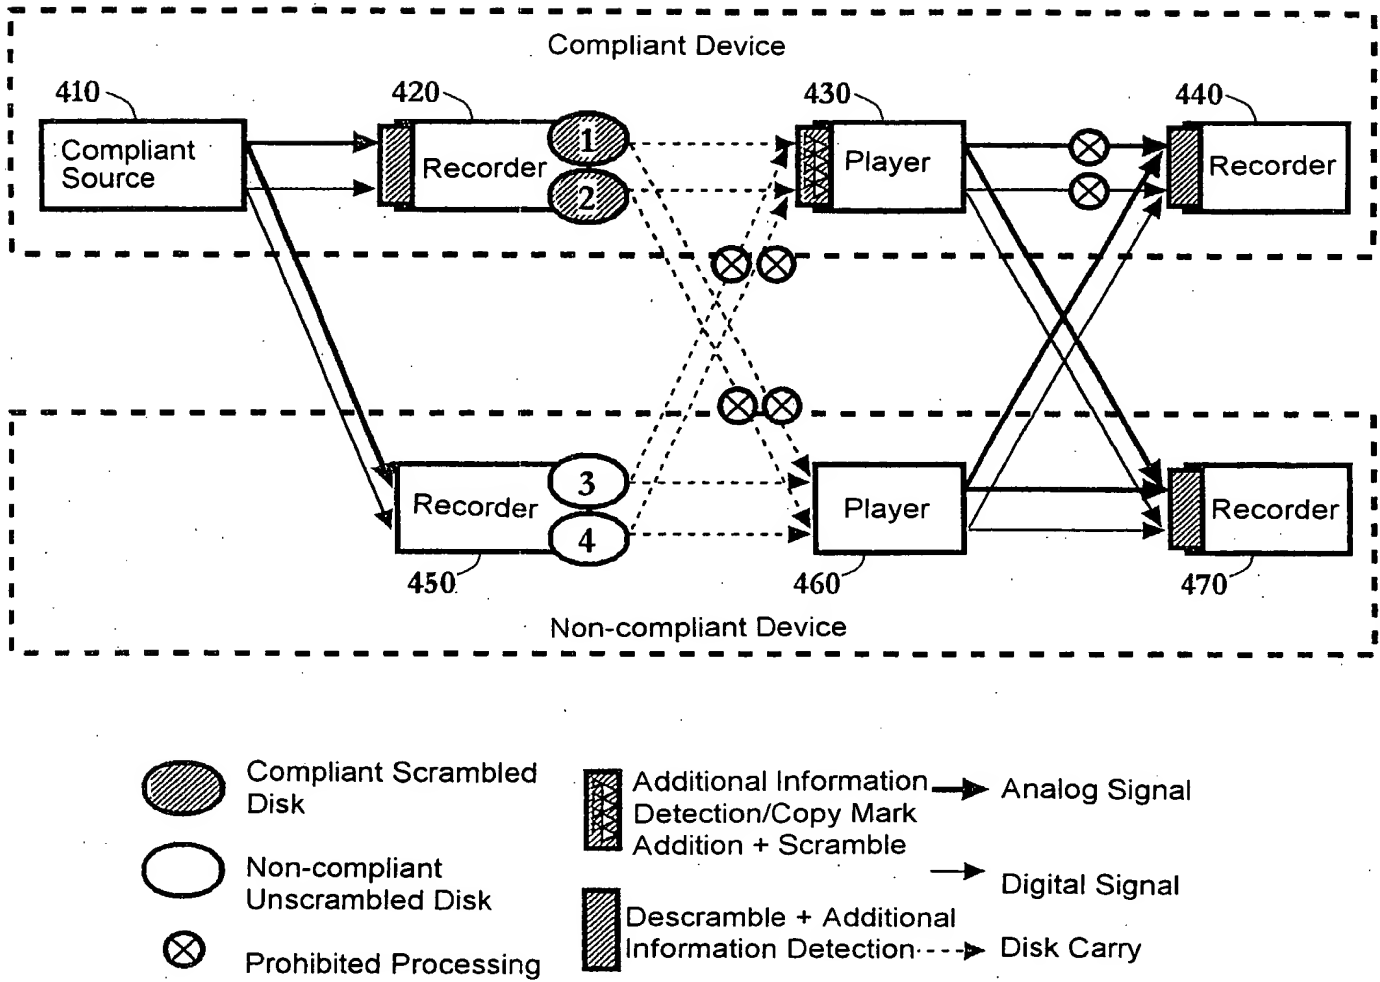 Compliant Device
410
420
430
440
Compliant
Source
Recorder
1
2
Player
Recorder
Recorder
3
4
Player
Recorder
450
460
470
Non-compliant Device
Compliant Scrambled
Disk
Non-compliant
Unscrambled Disk
Prohibited Processing
Additional Information
Detection/Copy Mark
Addition + Scramble
Descramble + Additional
Information Detection
Analog Signal
Digital Signal
Disk Carry